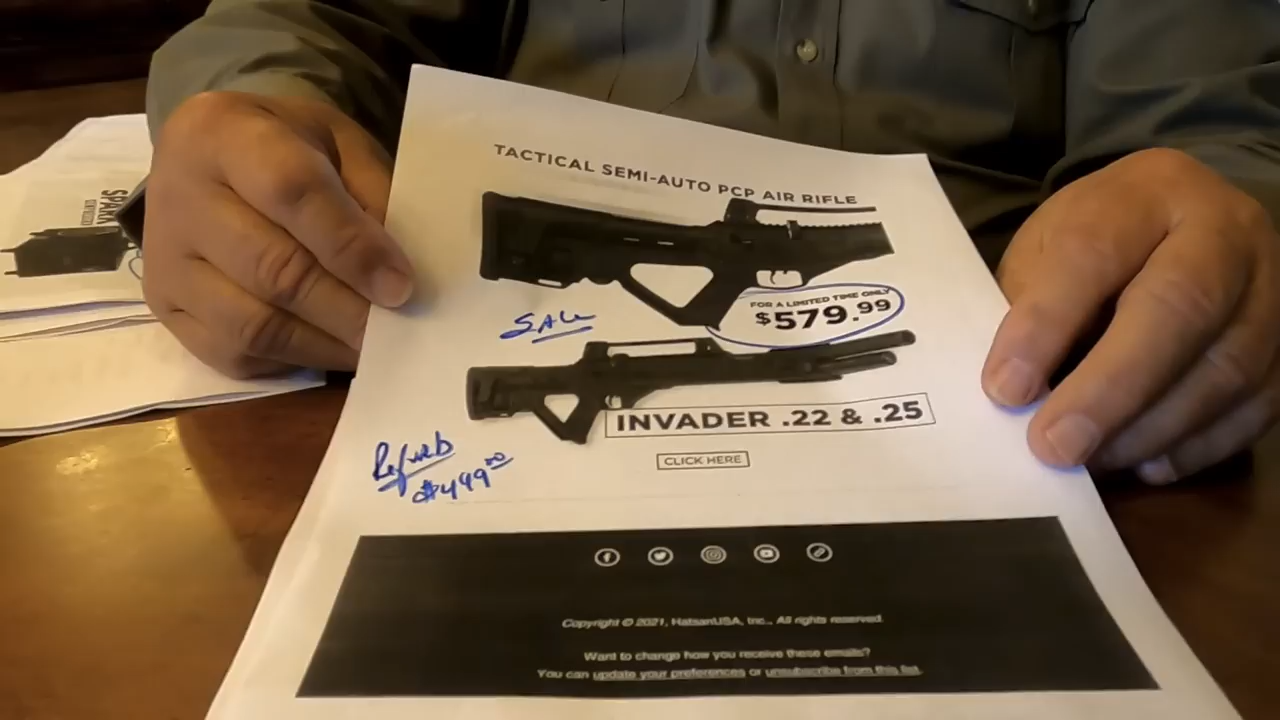 TACTICAL SEMI-AUTO PCP AIR RIFLE
FOR A LIMITED TIME ONLY
$579.99
SALE
INVADER .22 & .25
CLICK HERE
Refurb
$499.00
Copyright © 2021, HatsanUSA, Inc., All rights reserved.
Want to change how you receive these emails?
You can update your preferences or unsubscribe from this list.